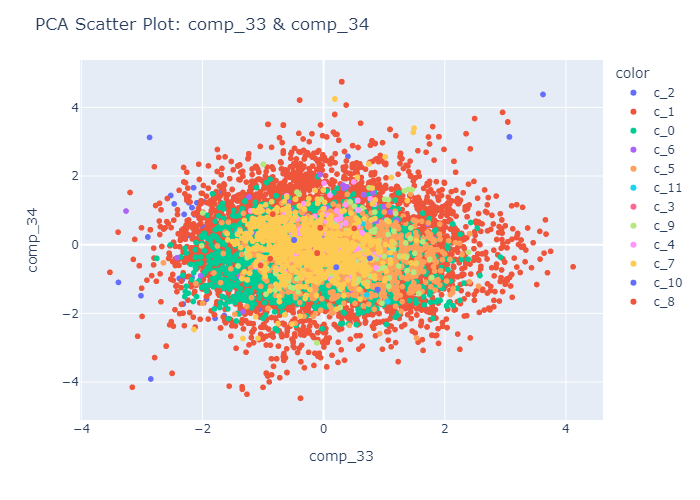 PCA Scatter Plot: comp_33 & comp_34
color
c_2
c_1
c_0
c_6
c_5
c_11
c_3
c_9
c_4
c_7
c_10
c_8
comp_34
4
2
0
−2
−4
−4
−2
0
2
4
comp_33